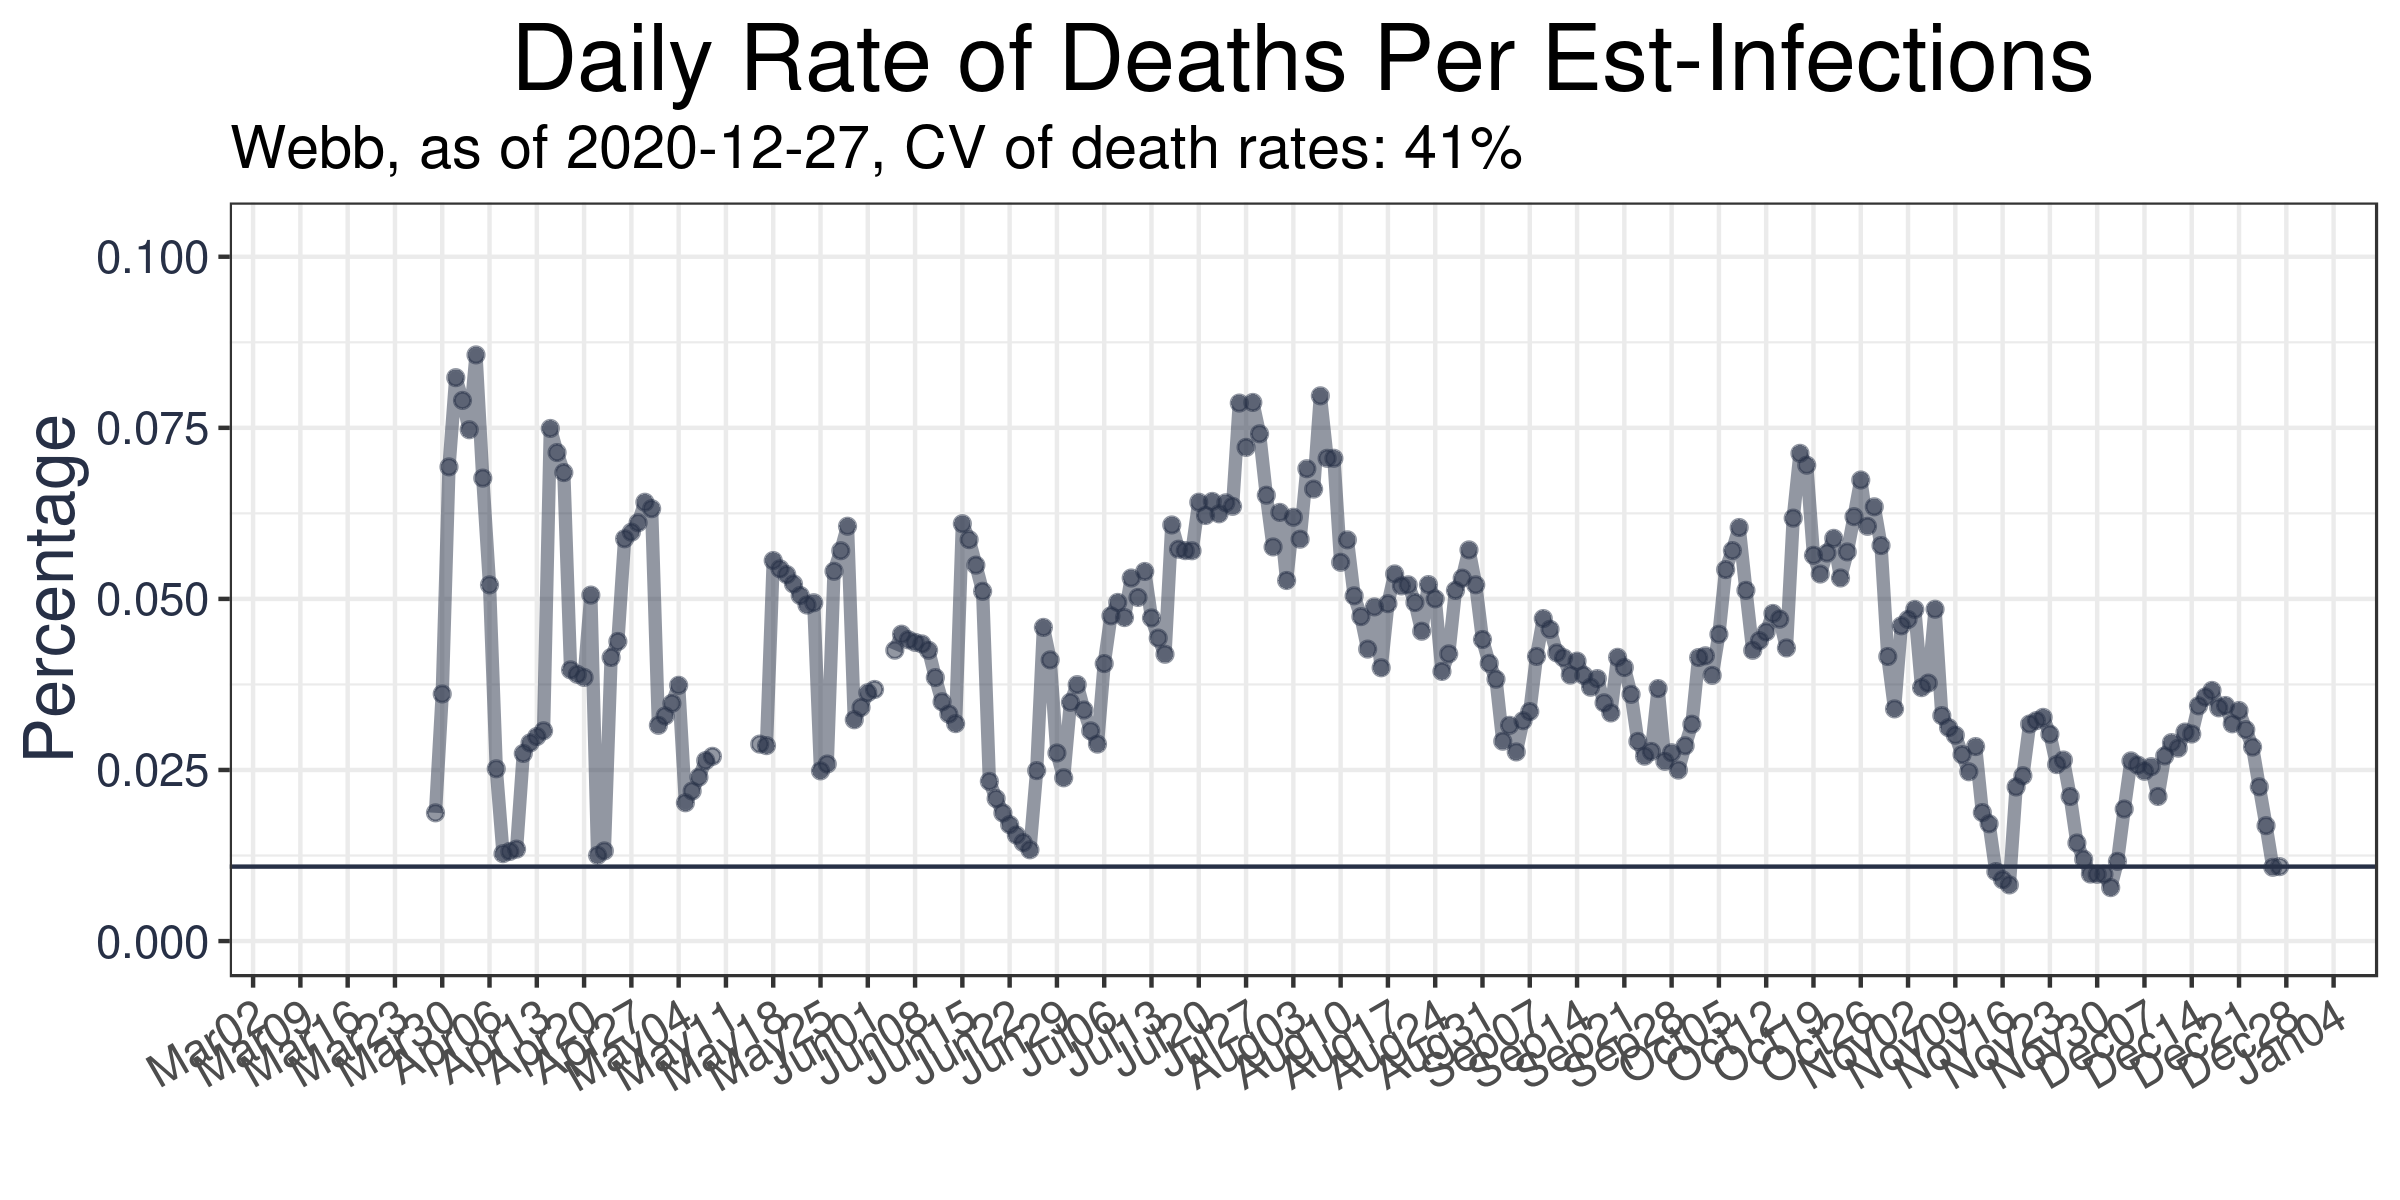 Daily Rate of Deaths Per Est-Infections
Webb, as of 2020-12-27, CV of death rates: 41%
Percentage
0.100
0.075
0.050
0.025
0.000
Mar02
Mar09
Mar16
Mar23
Mar30
Apr06
Apr13
Apr20
Apr27
May04
May11
May18
May25
Jun01
Jun08
Jun15
Jun22
Jun29
Jul06
Jul13
Jul20
Jul27
Aug03
Aug10
Aug17
Aug24
Aug31
Sep07
Sep14
Sep21
Sep28
Oct05
Oct12
Oct19
Oct26
Nov02
Nov09
Nov16
Nov23
Nov30
Dec07
Dec14
Dec21
Dec28
Jan04